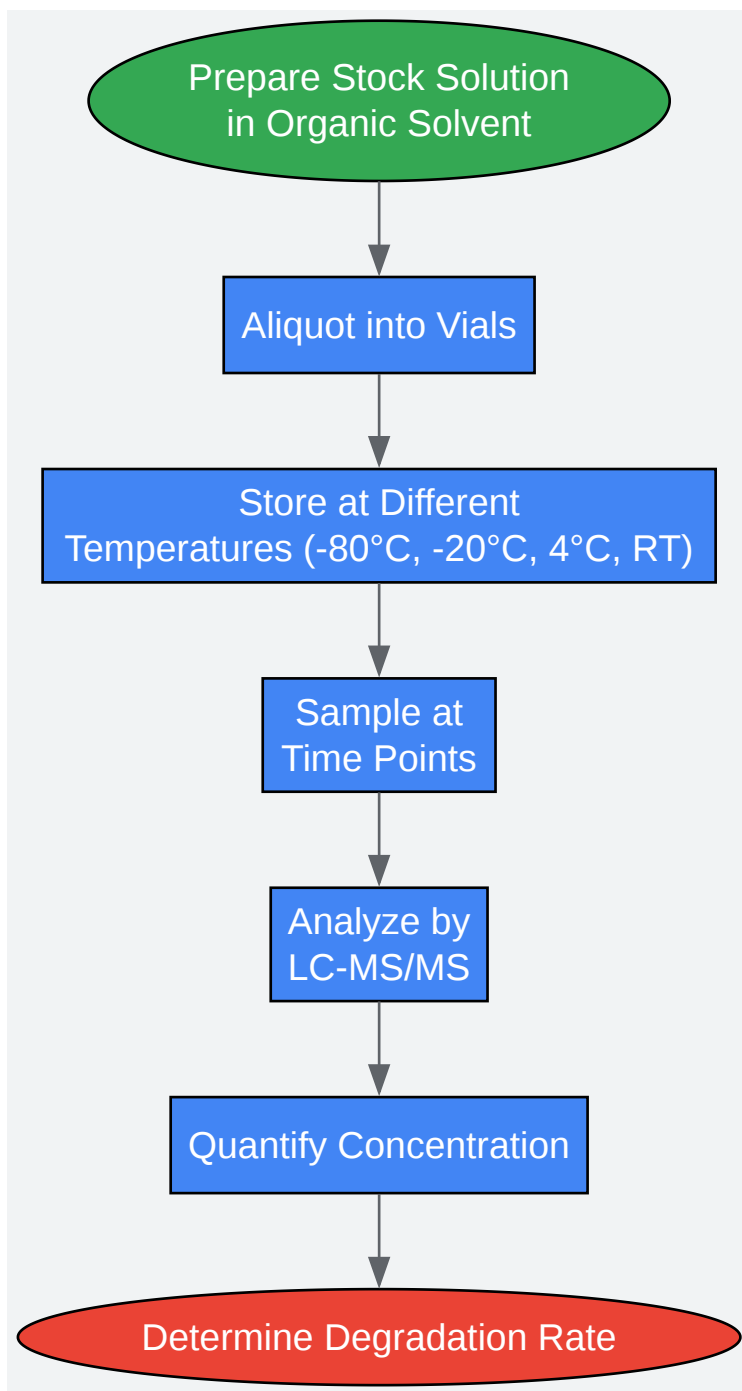 Prepare Stock Solution
in Organic Solvent
Aliquot into Vials
Store at Different
Temperatures (-80°C, -20°C, 4°C, RT)
Sample at
Time Points
Analyze by
LC-MS/MS
Quantify Concentration
Determine Degradation Rate